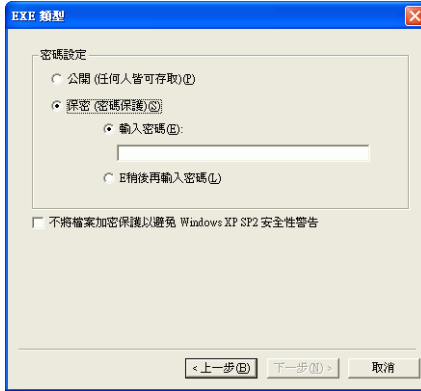 EXE 類型
密碼設定
公開 (任何人皆可存取)(P)
保密 (密碼保護)(S)
輸入密碼(E):
E稍後再輸入密碼(L)
不將檔案加密保護以避免 Windows XP SP2 安全性警告
<上一步(B) 下一步(N) > 取消